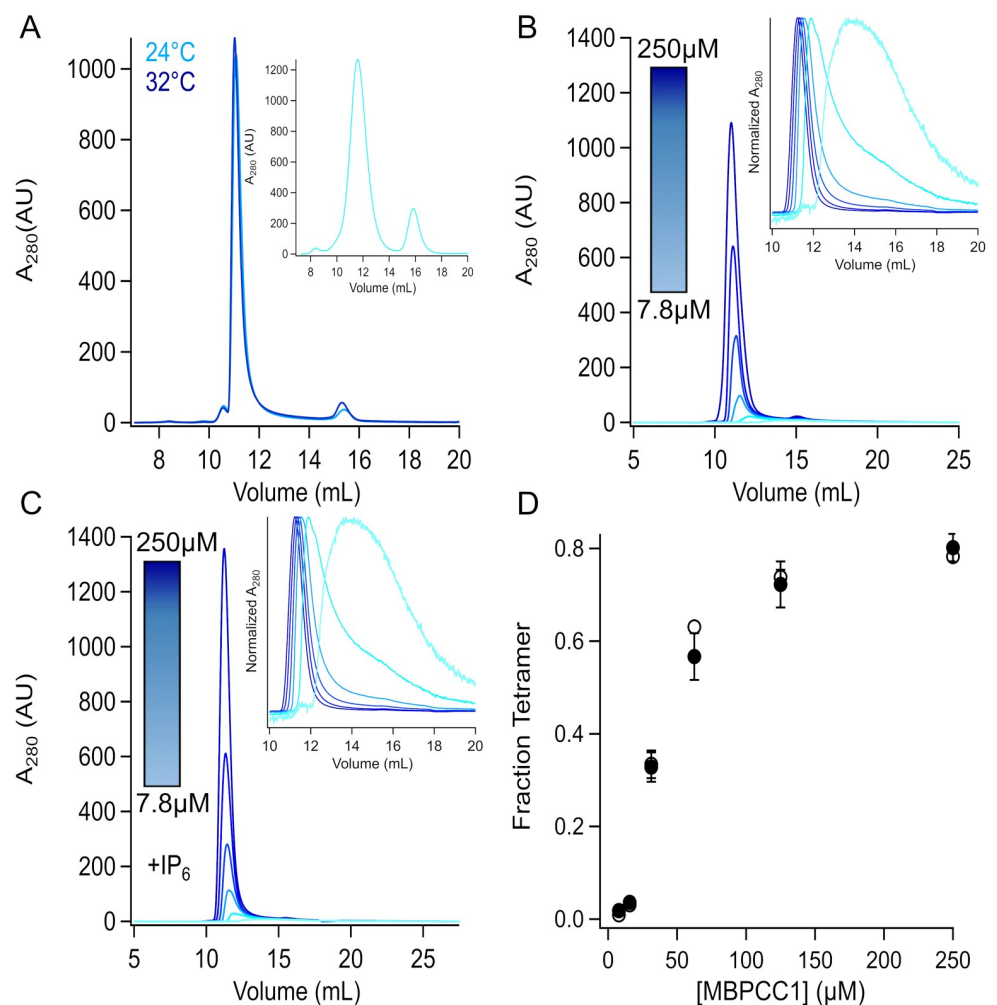 A
24°C
32°C
A280(AU)
1000
800
600
400
200
0
8 10 12 14 16 18 20
Volume (mL)
A280 (AU)
1200
1000
800
600
400
200
0
8 10 12 14 16 18 20
Volume (mL)
B
250µM
7.8µM
A280 (AU)
1400
1200
1000
800
600
400
200
0
5 10 15 20 25
Volume (mL)
Normalized A280
10 12 14 16 18 20
Volume (mL)
C
250µM
7.8µM
+IP6
A280 (AU)
1400
1200
1000
800
600
400
200
0
5 10 15 20 25
Volume (mL)
Normalized A280
10 12 14 16 18 20
Volume (mL)
D
Fraction Tetramer
0.8
0.6
0.4
0.2
0.0
0 50 100 150 200 250
[MBPCC1] (µM)